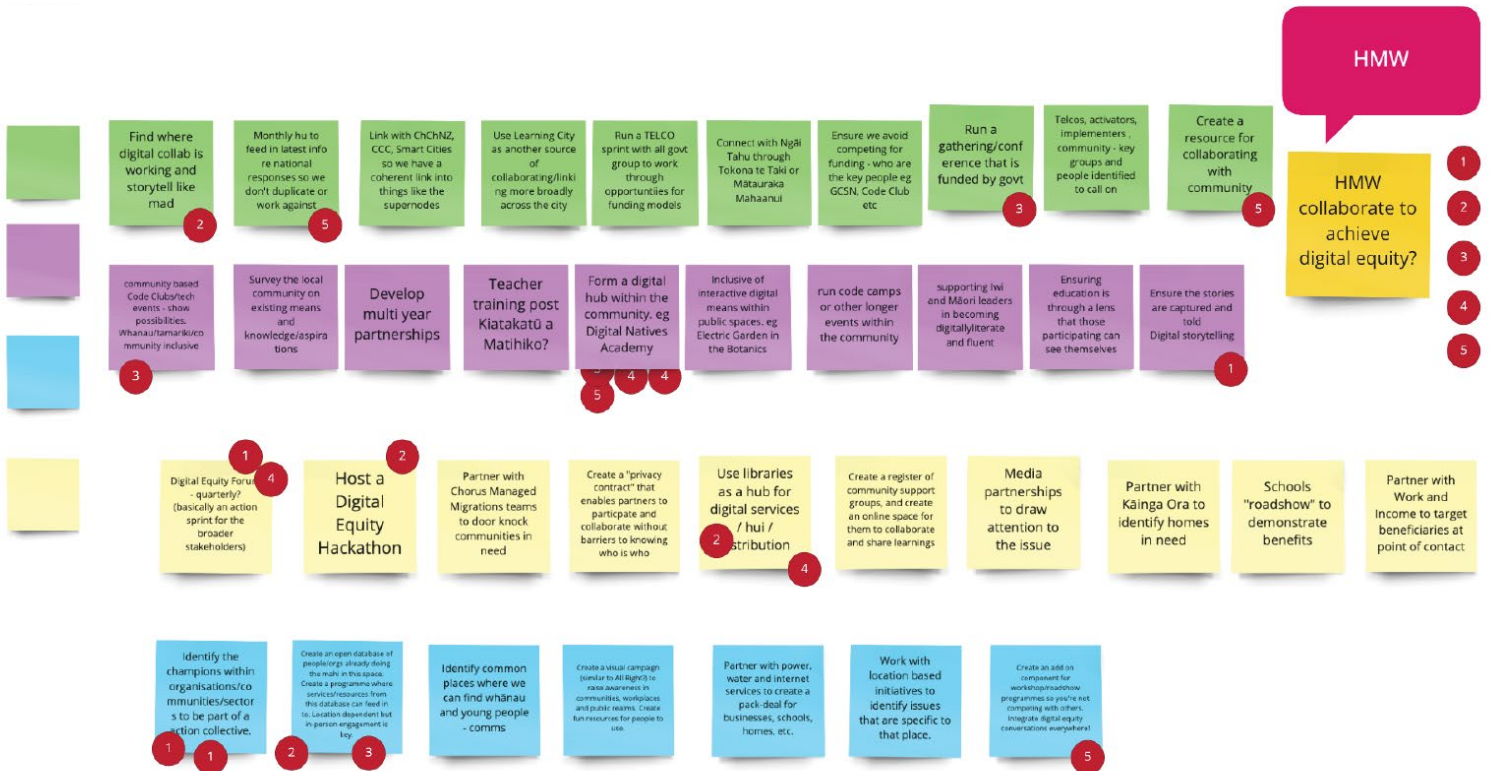 HMW
HMW
collaborate to
achieve
digital equity?
1
2
3
4
5
Find where
digital collab is
working and
storytell like
mad
2
Monthly hu to
feed in latest info
re national
responses so we
don't duplicate or
work against
5
Link with ChChNZ,
CCC, Smart Cities
so we have a
coherent link into
things like the
supernodes
Use Learning City
as another source
of
collaborating/linki
ng more broadly
across the city
Run a TELCO
sprint with all govt
group to work
through
opportuntiies for
funding models
Connect with Ngāi
Tahu through
Tokona te Taki or
Mātauraka
Mahaanui
Ensure we avoid
competing for
funding - who are
the key people eg
GCSN, Code Club
etc
Run a
gathering/conf
erence that is
funded by govt
3
Telcos, activators,
implementers ,
community - key
groups and
people identified
to call on
Create a
resource for
collaborating
with
community
5
community based
Code Clubs/tech
events - show
possibilities.
Whanau/tamariki/co
mmunity inclusive
3
Survey the local
community on
existing means
and
knowledge/aspira
tions
Develop
multi year
partnerships
Teacher
training post
Kiatakatū a
Matihiko?
Form a digital
hub within the
community. eg
Digital Natives
Academy
4
4
5
Inclusive of
interactive digital
means within
public spaces. eg
Electric Garden in
the Botanics
run code camps
or other longer
events within
the community
supporting Iwi
and Māori leaders
in becoming
digitallyliterate
and fluent
Ensuring
education is
through a lens
that those
participating can
see themselves
Ensure the stories
are captured and
told
Digital storytelling
1
Digital Equity Forum
- quarterly?
(basically an action
sprint for the
broader
stakeholders)
1
4
Host a
Digital
Equity
Hackathon
2
Partner with
Chorus Managed
Migrations teams
to door knock
communities in
need
Create a "privacy
contract" that
enables partners to
particpate and
collaborate without
barriers to knowing
who is who
Use libraries
as a hub for
digital services
/ hui /
stribution
2
4
Create a register of
community support
groups, and create
an online space for
them to collaborate
and share learnings
Media
partnerships
to draw
attention to
the issue
Partner with
Kāinga Ora to
identify homes
in need
Schools
"roadshow" to
demonstrate
benefits
Partner with
Work and
Income to target
beneficiaries at
point of contact
Identify the
champions within
organisations/co
mmunities/sector
s to be part of a
action collective.
1
1
Create an open database of
people/orgs already doing
the mahi in this space.
Create a programme where
services/resources from
this database can feed in
to. Location dependent but
in-person engagement is
key.
2
3
Identify common
places where we
can find whānau
and young people
- comms
Create a visual campaign
(similar to All Right?) to
raise awareness in
communities, workplaces
and public realms. Create
fun resources for people to
use.
Partner with power,
water and internet
services to create a
pack-deal for
businesses, schools,
homes, etc.
Work with
location based
initiatives to
identify issues
that are specific to
that place.
Create an add on
component for
workshop/roadshow
programmes so you're not
competing with others.
Integrate digital equity
conversations everywhere!
5